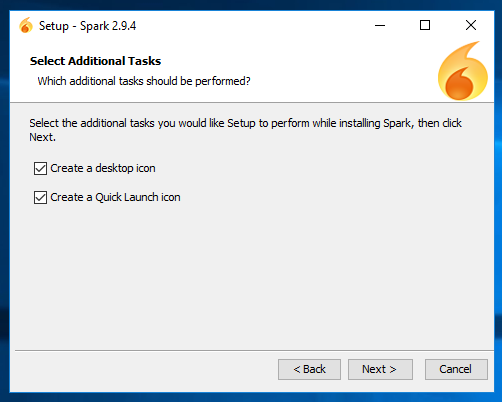 Setup - Spark 2.9.4
Select Additional Tasks
Which additional tasks should be performed?
Select the additional tasks you would like Setup to perform while installing Spark, then click
Next.
Create a desktop icon
Create a Quick Launch icon
< Back
Next >
Cancel